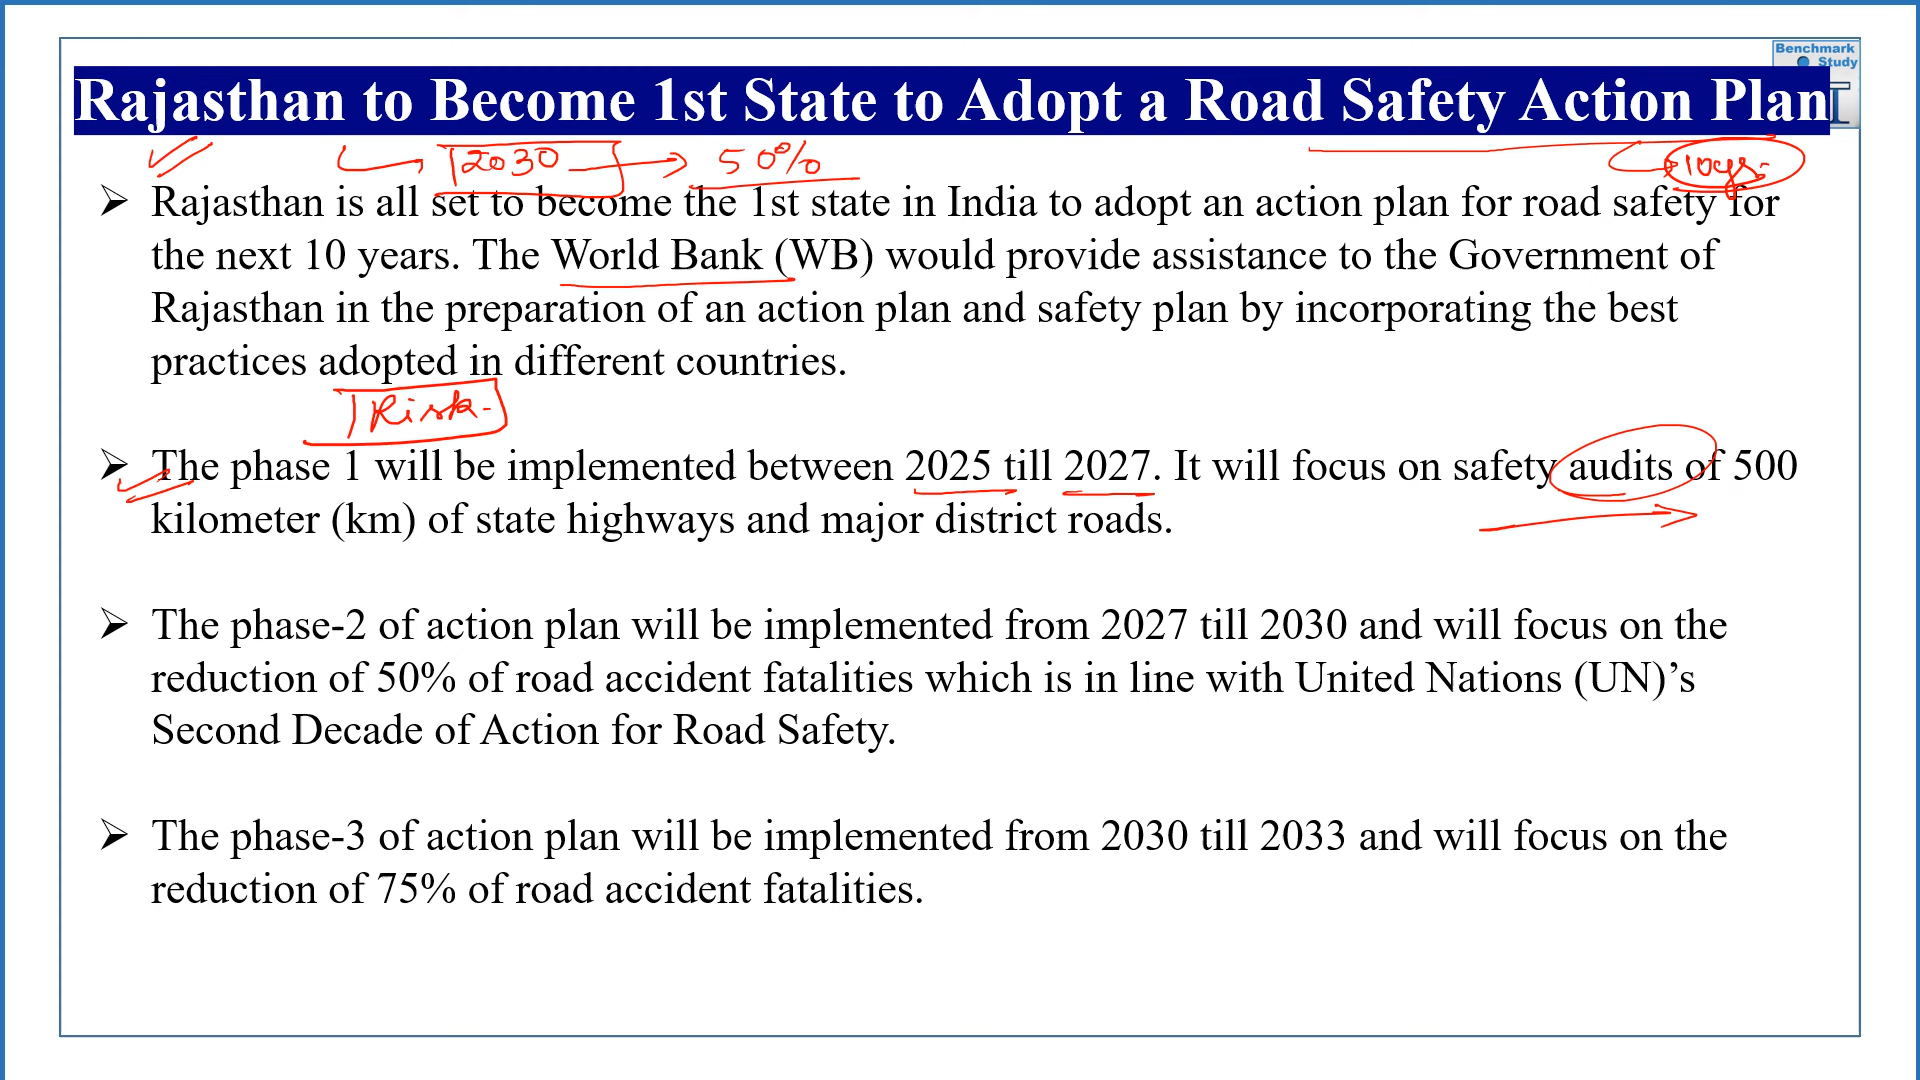 Benchmark
Study
Rajasthan to Become 1st State to Adopt a Road Safety Action Plan
2030 50% 10ys.
Rajasthan is all set to become the 1st state in India to adopt an action plan for road safety for
the next 10 years. The World Bank (WB) would provide assistance to the Government of
Rajasthan in the preparation of an action plan and safety plan by incorporating the best
practices adopted in different countries.
Risk.
The phase 1 will be implemented between 2025 till 2027. It will focus on safety audits of 500
kilometer (km) of state highways and major district roads.
The phase-2 of action plan will be implemented from 2027 till 2030 and will focus on the
reduction of 50% of road accident fatalities which is in line with United Nations (UN)’s
Second Decade of Action for Road Safety.
The phase-3 of action plan will be implemented from 2030 till 2033 and will focus on the
reduction of 75% of road accident fatalities.